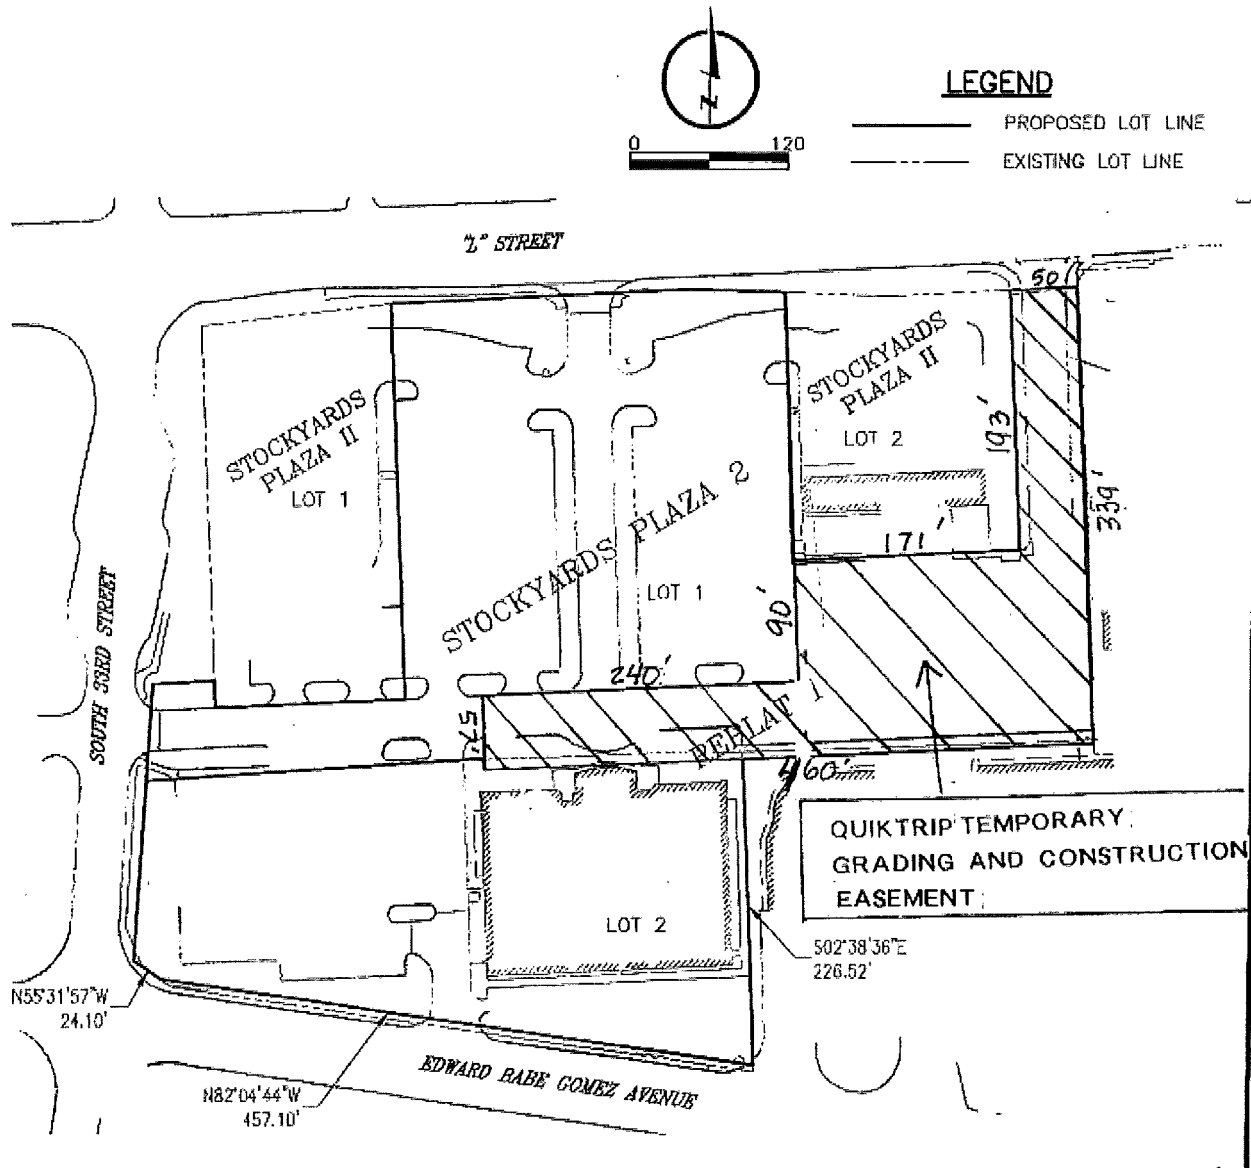 N
0 120
LEGEND
PROPOSED LOT LINE
EXISTING LOT LINE
"L" STREET
50'
STOCKYARDS
PLAZA II
LOT 1
STOCKYARDS
PLAZA II
LOT 2
193'
339'
171'
STOCKYARDS PLAZA 2
LOT 1
90'
240'
REPLAT 1
460'
SOUTH 33RD STREET
QUIKTRIP TEMPORARY
GRADING AND CONSTRUCTION
EASEMENT
LOT 2
S02°38'36"E
226.52'
N55°31'57"W
24.10'
N82°04'44"W
457.10'
EDWARD BABE GOMEZ AVENUE